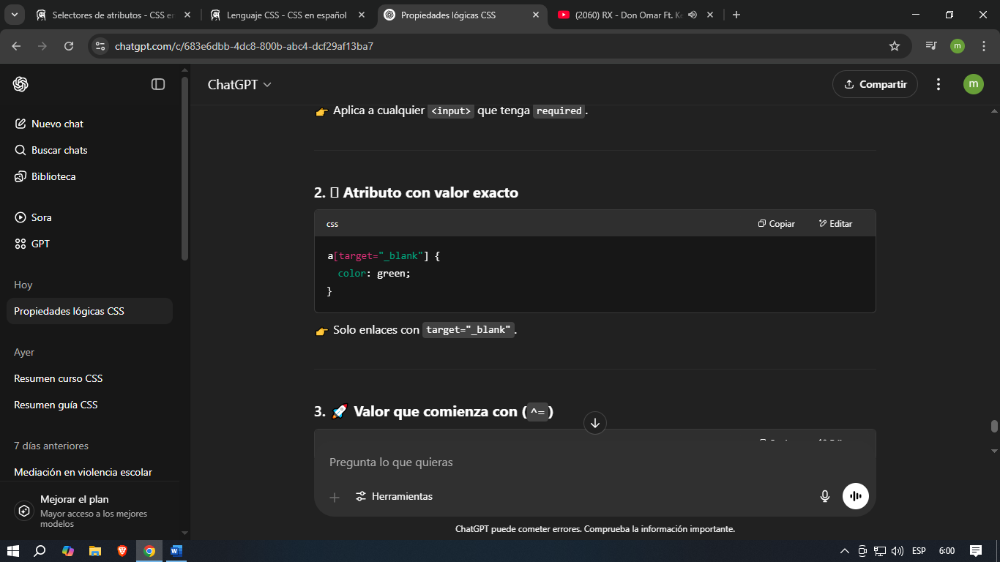 Selectores de atributos - CSS en
Lenguaje CSS - CSS en español
Propiedades lógicas CSS
(2060) RX - Don Omar Ft. Ke
chatgpt.com/c/683e6dbb-4dc8-800b-abc4-dcf29af13ba7
m
ChatGPT
Compartir
m
Nuevo chat
Buscar chats
Biblioteca
Sora
GPT
Hoy
Propiedades lógicas CSS
Ayer
Resumen curso CSS
Resumen guía CSS
7 días anteriores
Mediación en violencia escolar
Mejorar el plan
Mayor acceso a los mejores
modelos
👉 Aplica a cualquier <input> que tenga required.
2. Atributo con valor exacto
css
Copiar
Editar
a[target="_blank"] {
color: green;
}
👉 Solo enlaces con target="_blank".
3. 🚀 Valor que comienza con (^=)
Pregunta lo que quieras
Herramientas
ChatGPT puede cometer errores. Comprueba la información importante.
ESP
6:00